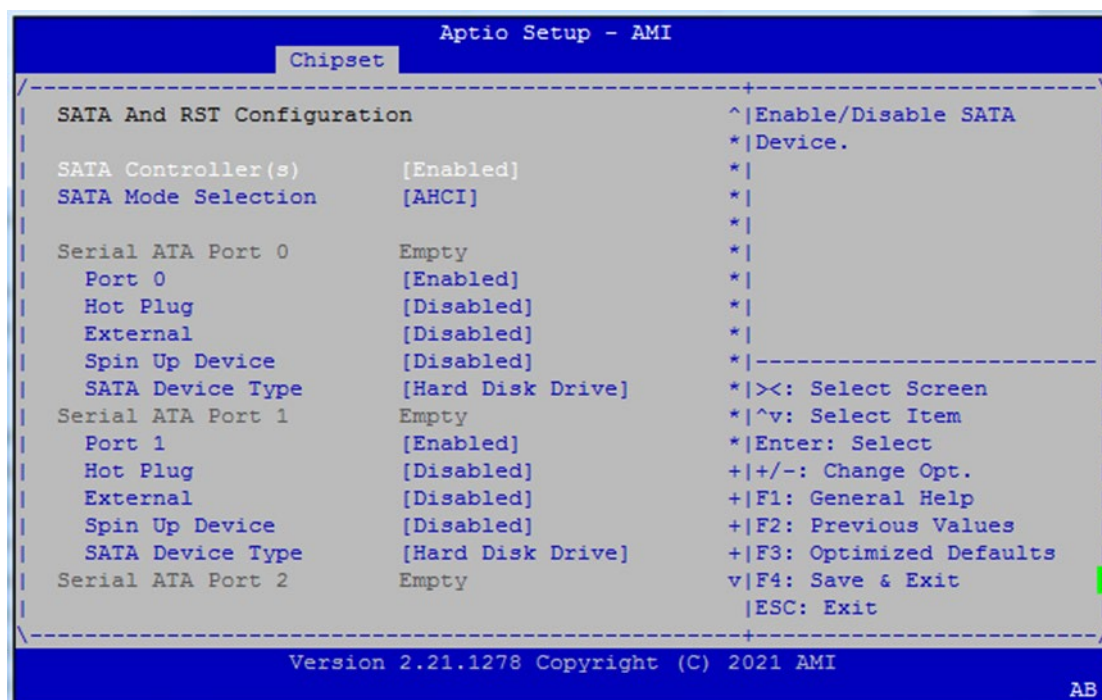 Aptio Setup - AMI
Chipset
/----------------------------------------------------+-------------------------\
| SATA And RST Configuration ^|Enable/Disable SATA
| *|Device.
| SATA Controller(s) [Enabled] *|
| SATA Mode Selection [AHCI] *|
| *|
| Serial ATA Port 0 Empty *|
| Port 0 [Enabled] *|
| Hot Plug [Disabled] *|
| External [Disabled] *|
| Spin Up Device [Disabled] *|-------------------------
| SATA Device Type [Hard Disk Drive] *|><: Select Screen
| Serial ATA Port 1 Empty *|^v: Select Item
| Port 1 [Enabled] *|Enter: Select
| Hot Plug [Disabled] +|+/-: Change Opt.
| External [Disabled] +|F1: General Help
| Spin Up Device [Disabled] +|F2: Previous Values
| SATA Device Type [Hard Disk Drive] +|F3: Optimized Defaults
| Serial ATA Port 2 Empty v|F4: Save & Exit
| |ESC: Exit
\----------------------------------------------------+-------------------------/
Version 2.21.1278 Copyright (C) 2021 AMI
AB